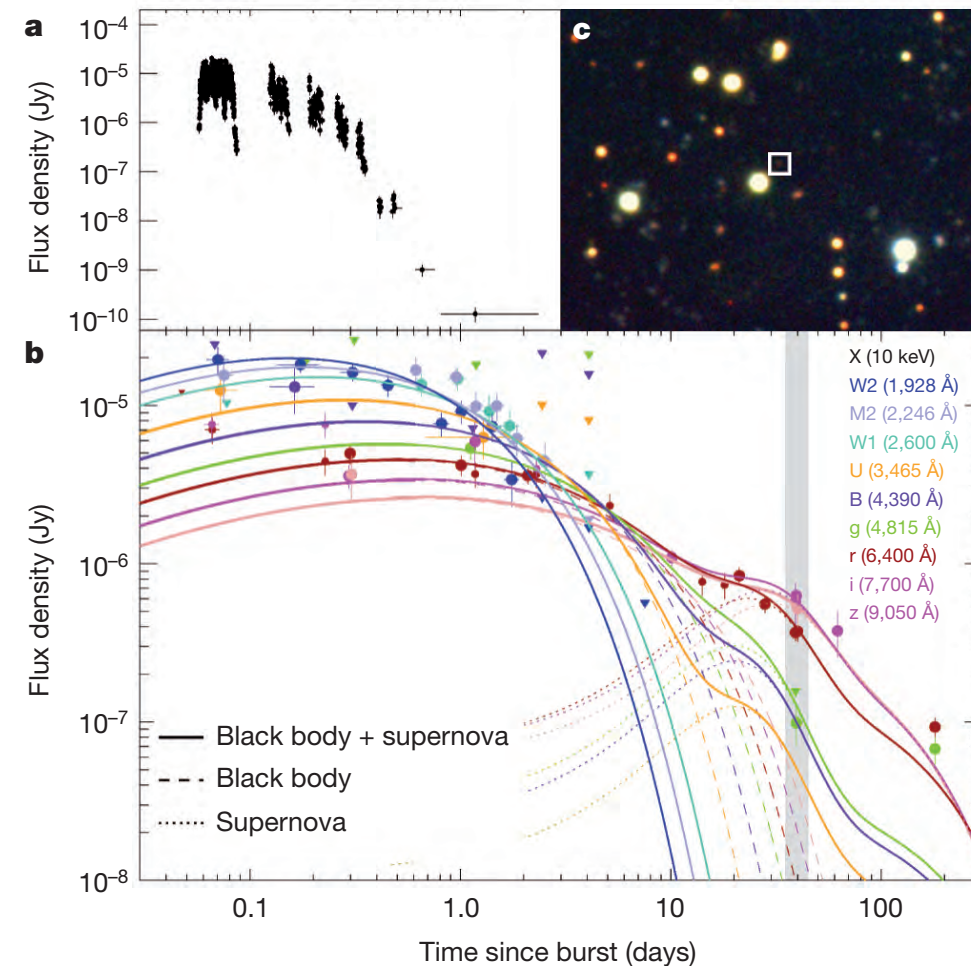 a
10⁻⁴
10⁻⁵
10⁻⁶
10⁻⁷
10⁻⁸
10⁻⁹
10⁻¹⁰
Flux density (Jy)
c
b
10⁻⁵
10⁻⁶
10⁻⁷
10⁻⁸
Flux density (Jy)
X (10 keV)
W2 (1,928 Å)
M2 (2,246 Å)
W1 (2,600 Å)
U (3,465 Å)
B (4,390 Å)
g (4,815 Å)
r (6,400 Å)
i (7,700 Å)
z (9,050 Å)
Black body + supernova
Black body
Supernova
0.1
1.0
10
100
Time since burst (days)